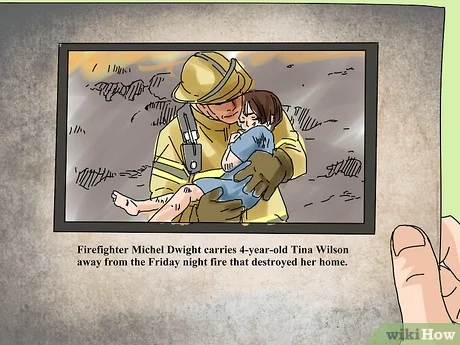 Firefighter Michel Dwight carries 4-year-old Tina Wilson
away from the Friday night fire that destroyed her home.
wikiHow